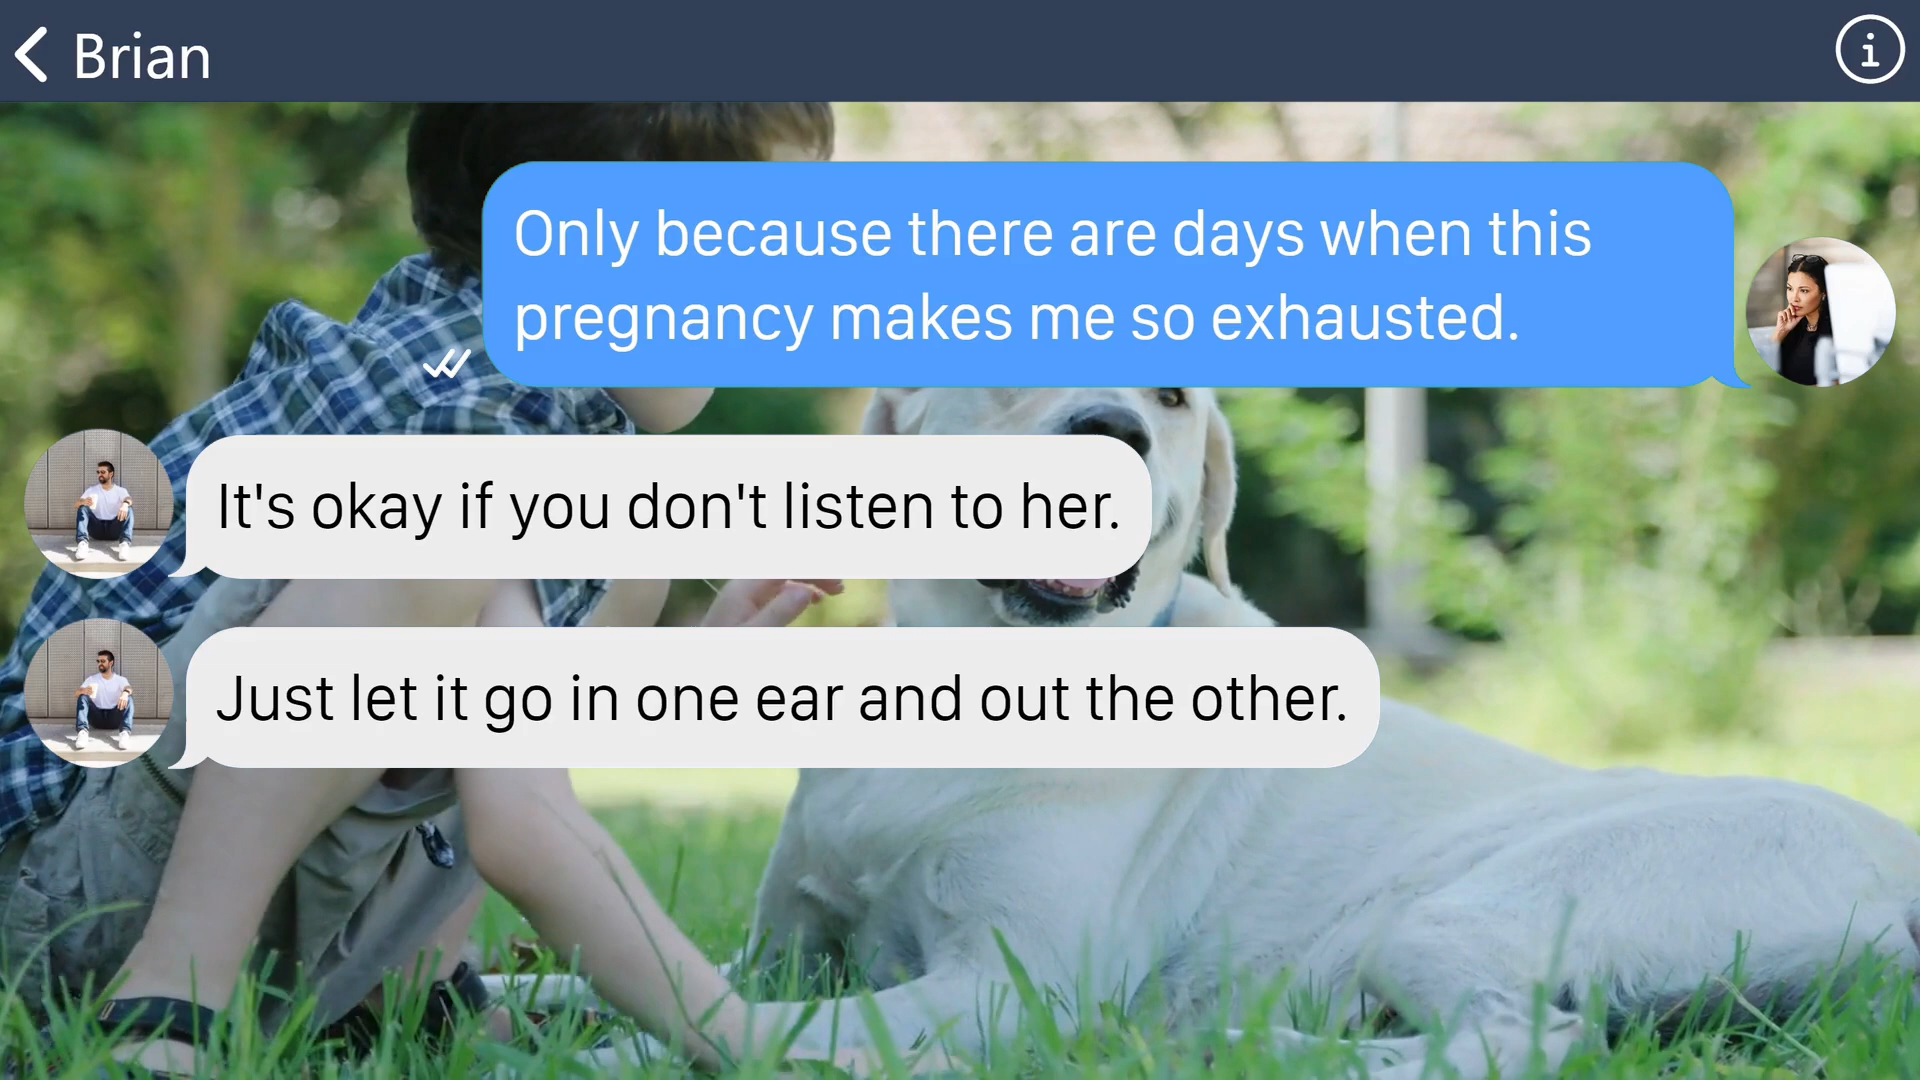 Brian
Only because there are days when this
pregnancy makes me so exhausted.
It's okay if you don't listen to her.
Just let it go in one ear and out the other.